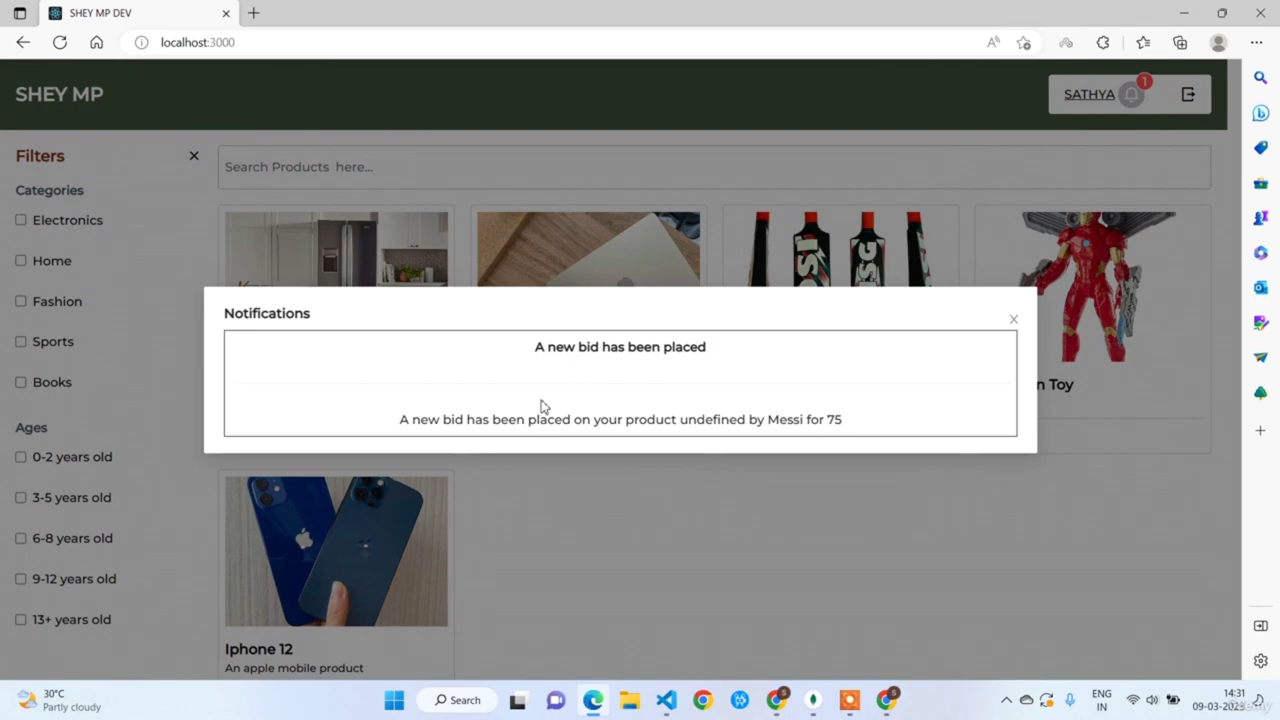 SHEY MP DEV
localhost:3000
SHEY MP
SATHYA
1
Filters
Search Products here...
Categories
Electronics
Home
Fashion
Sports
Books
Ages
0-2 years old
3-5 years old
6-8 years old
9-12 years old
13+ years old
Notifications
A new bid has been placed
A new bid has been placed on your product undefined by Messi for 75
n Toy
Iphone 12
An apple mobile product
30°C
Partly cloudy
Search
ENG
IN
14:31
09-03-2023